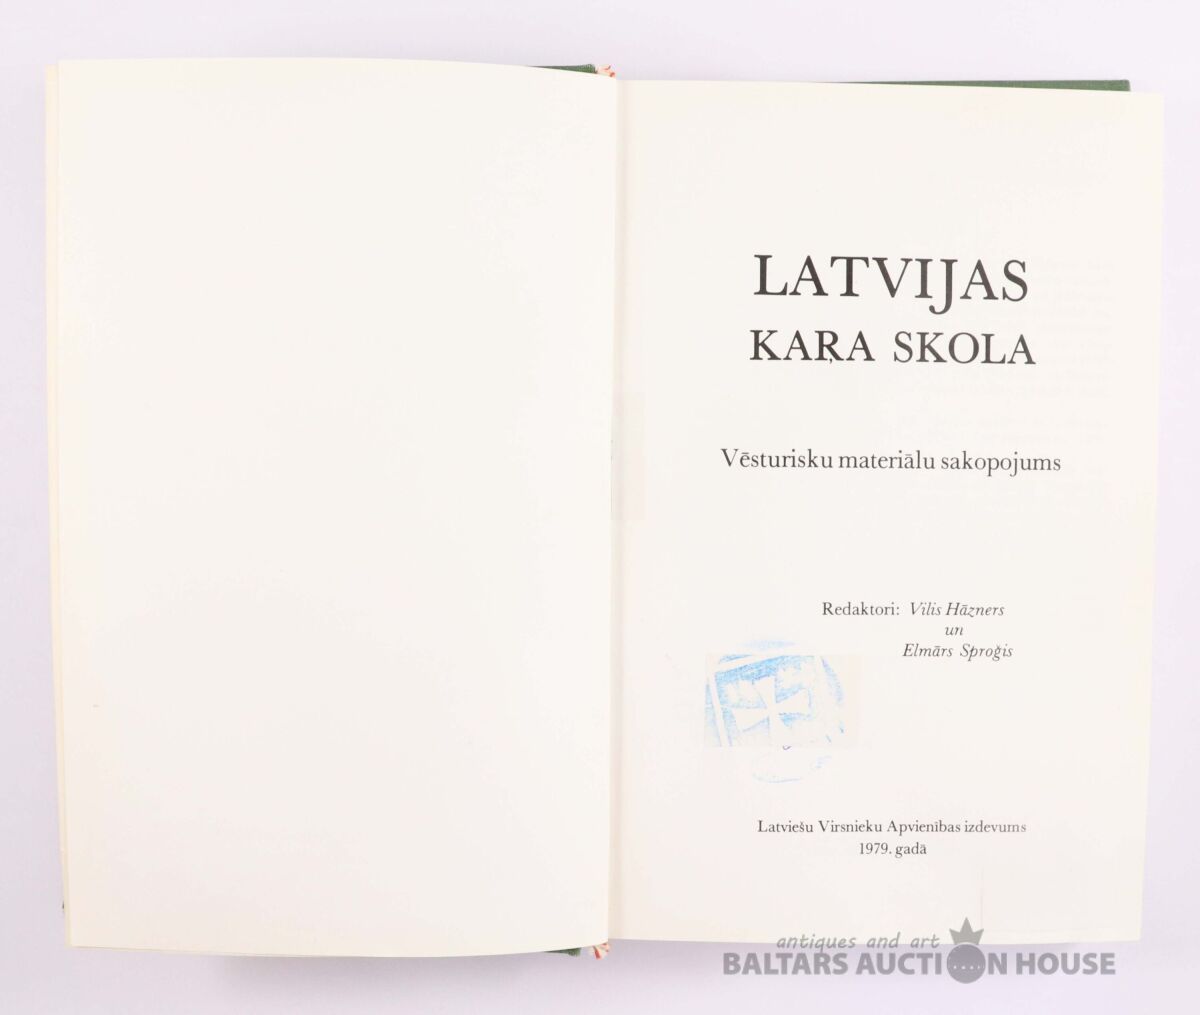 LATVIJAS
KAŖA SKOLA
Vēsturisku materiālu sakopojums
Redaktori: Vilis Hāzners
un
Elmārs Sproģis
Latviešu Virsnieku Apvienības izdevums
1979. gadā
antiques and art
BALTARS AUCTION HOUSE